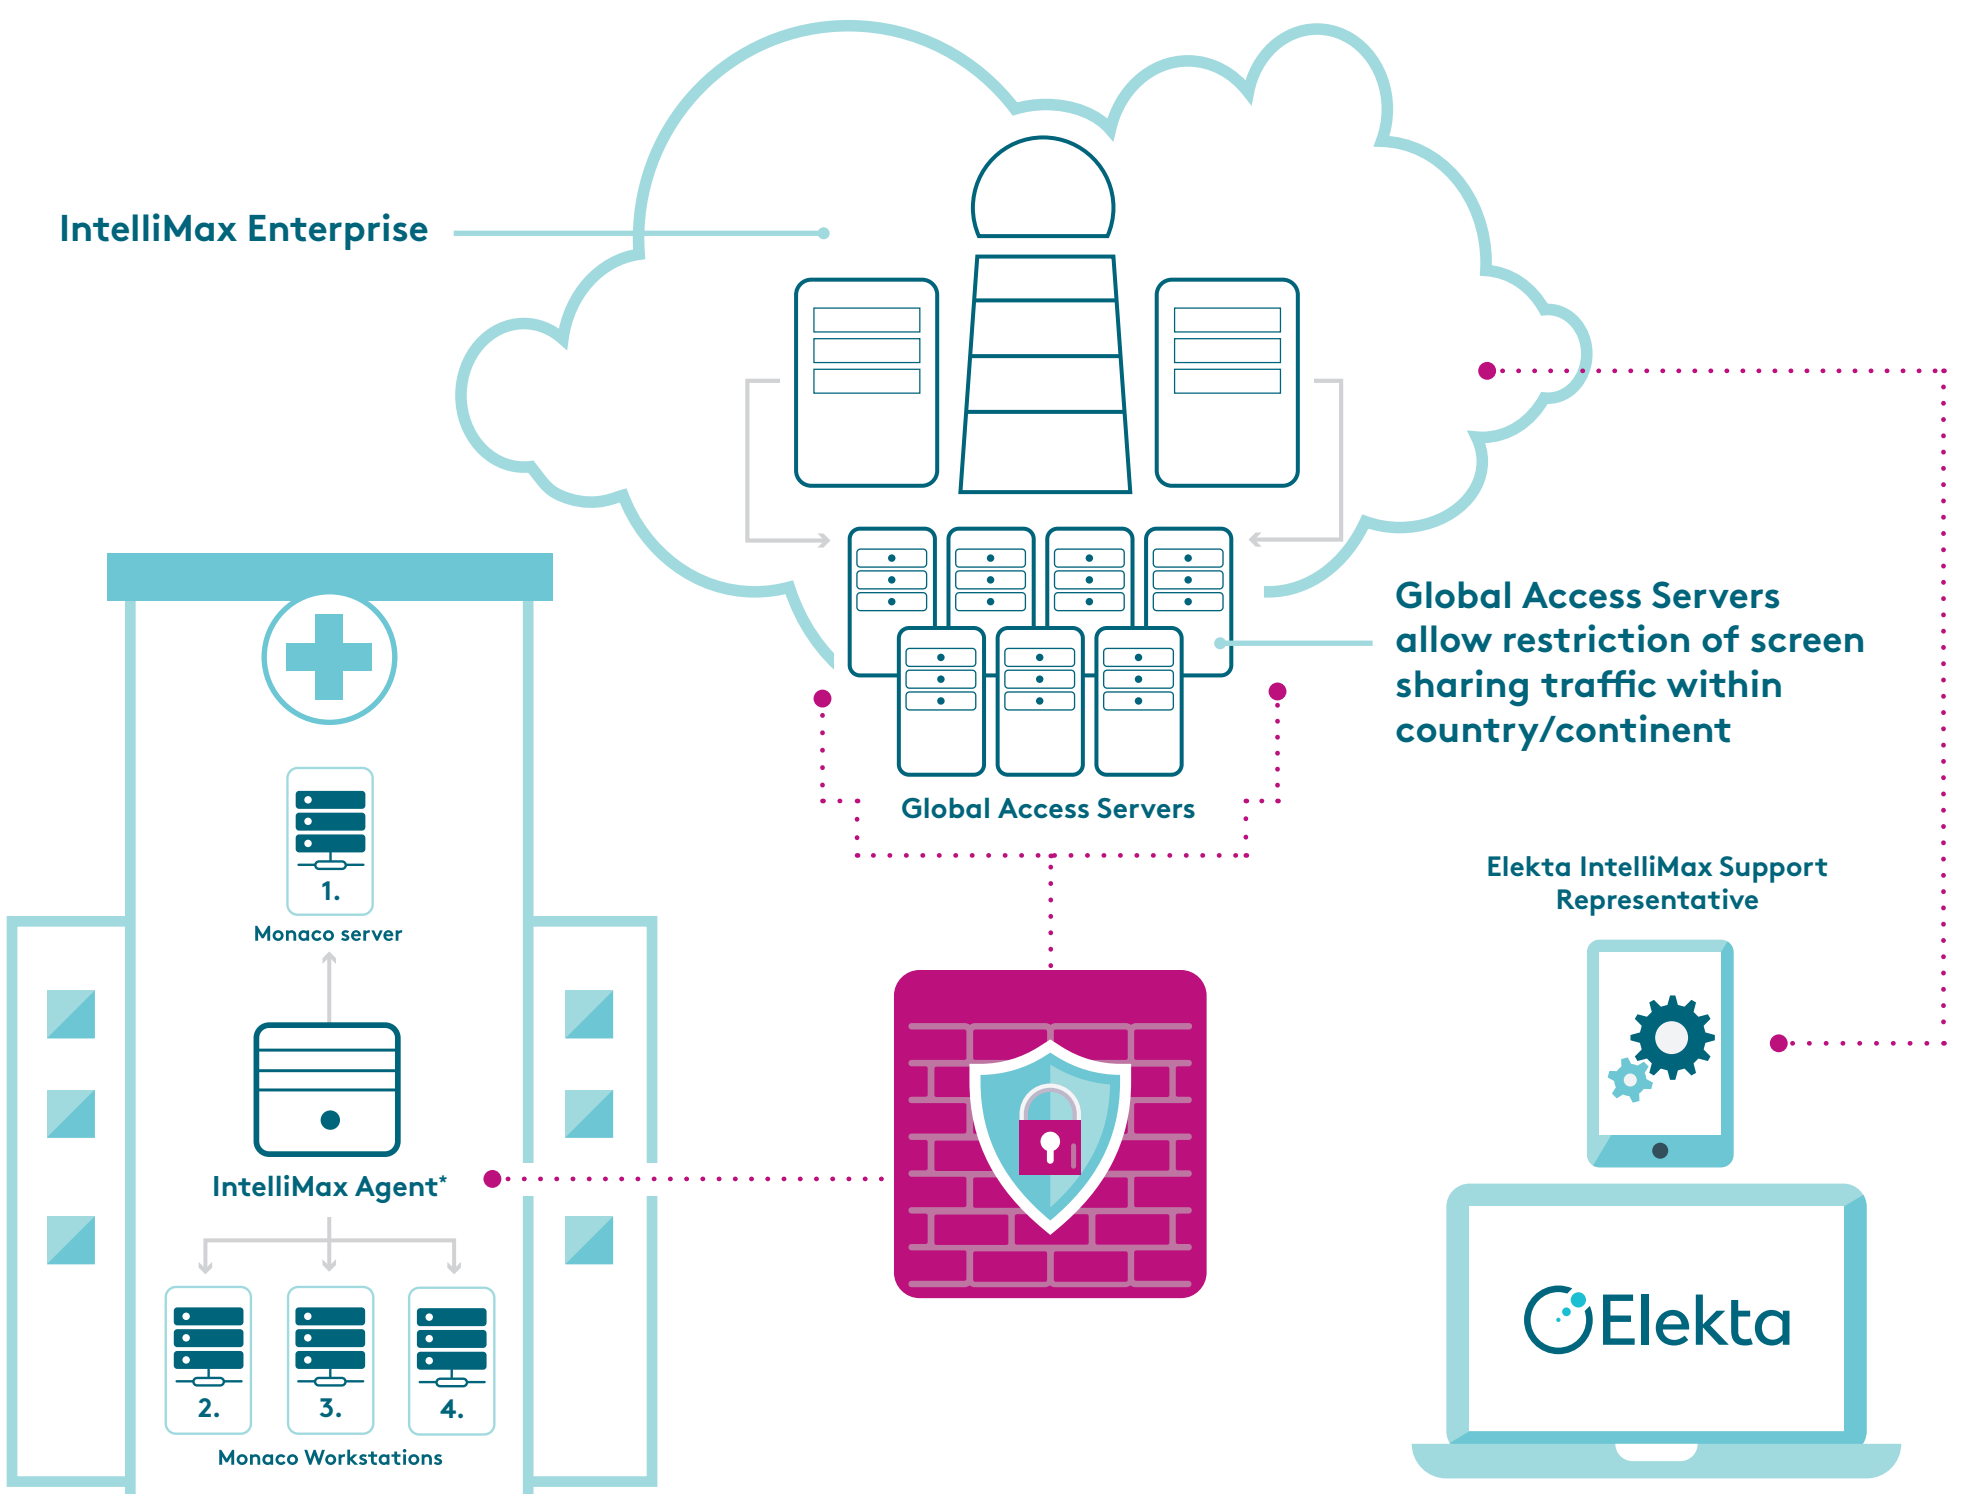 IntelliMax Enterprise
Global Access Servers
allow restriction of screen
sharing traffic within
country/continent
Global Access Servers
Elekta IntelliMax Support
Representative
1.
Monaco server
IntelliMax Agent*
2.
3.
4.
Monaco Workstations
Elekta